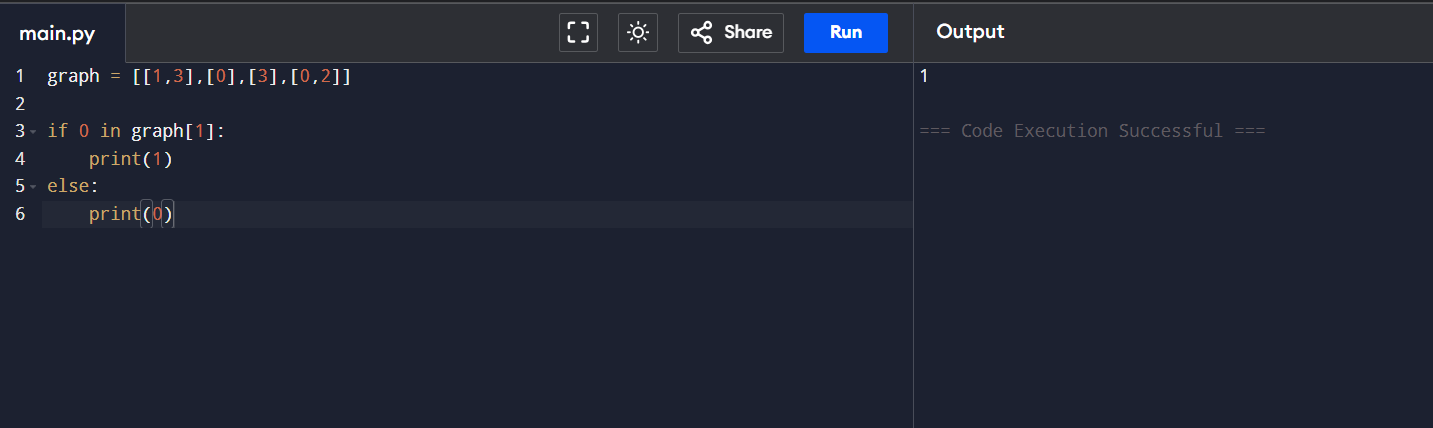 main.py
Share
Run
Output
1 graph = [[1,3],[0],[3],[0,2]]
2
3 if 0 in graph[1]:
4     print(1)
5 else:
6     print(0)
1
=== Code Execution Successful ===